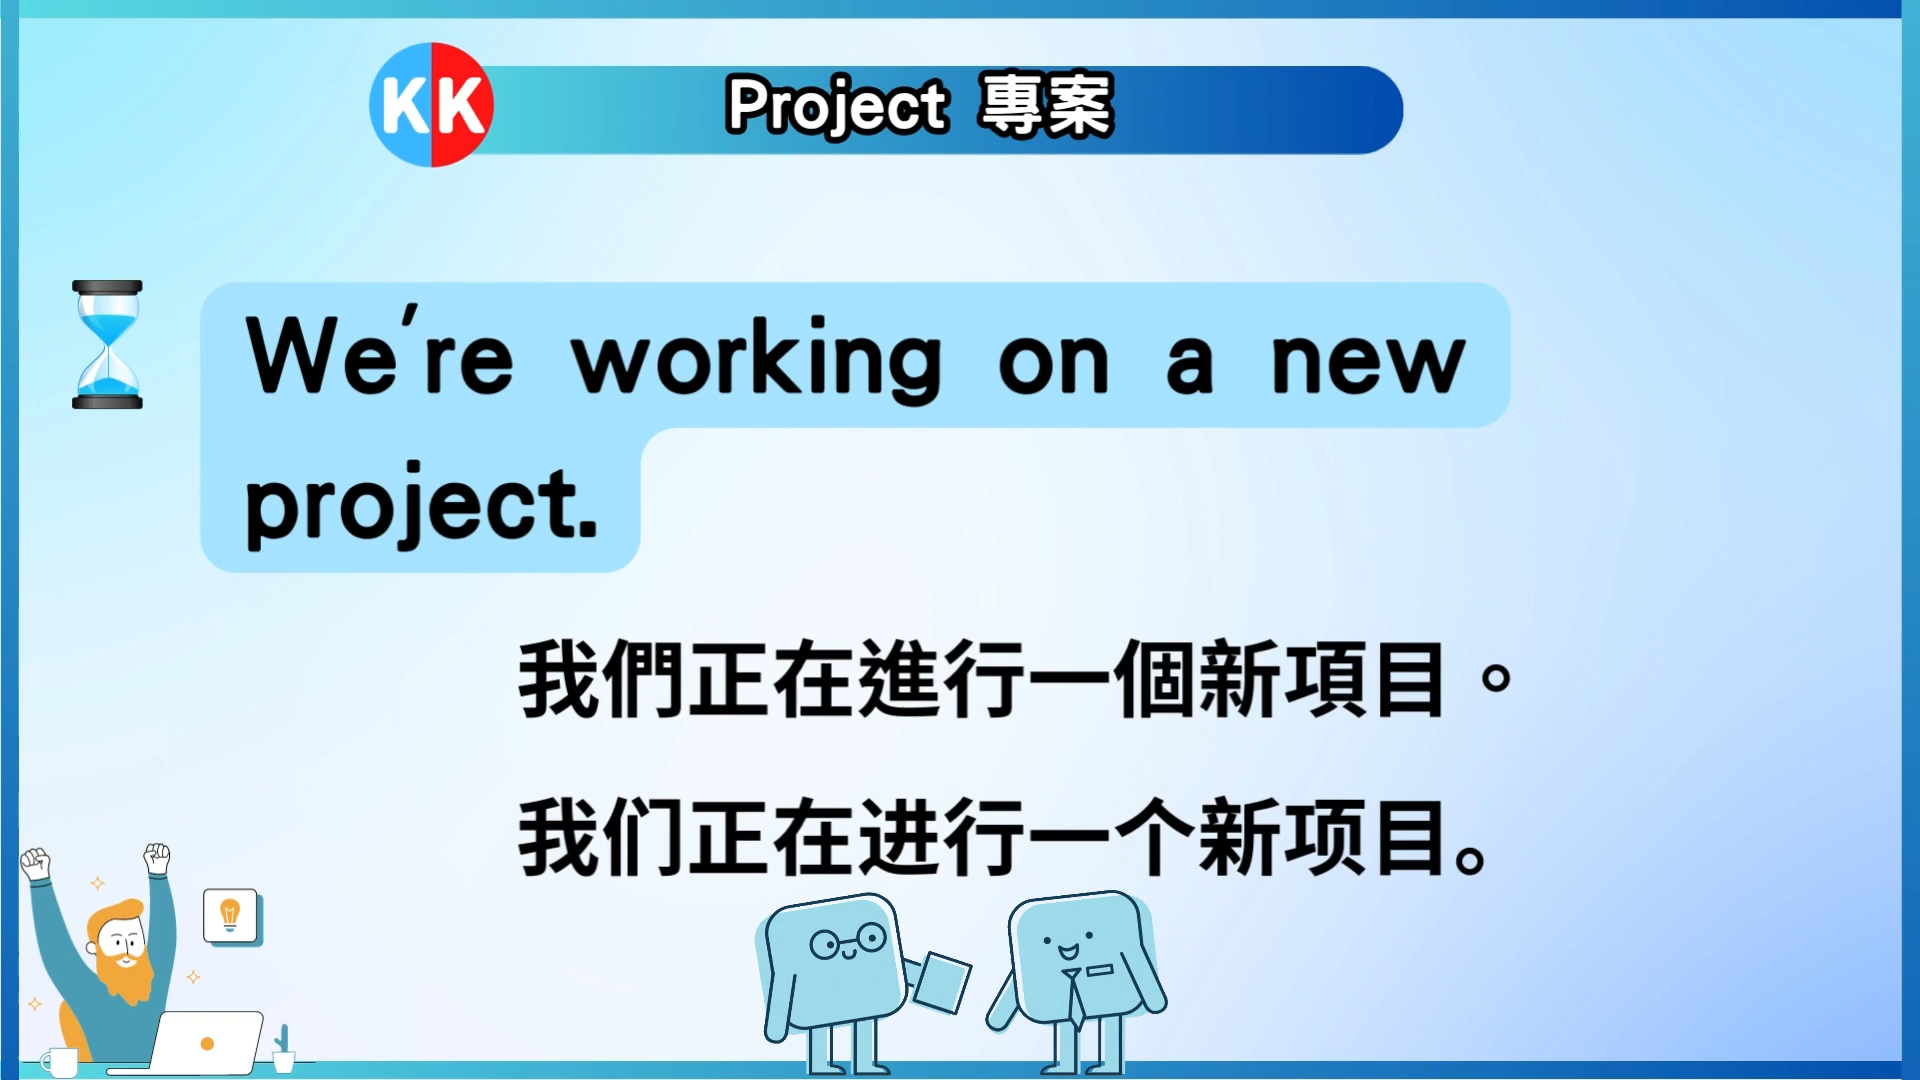 KK
Project 專案
We're working on a new
project.
我們正在進行一個新項目。
我们正在进行一个新项目。